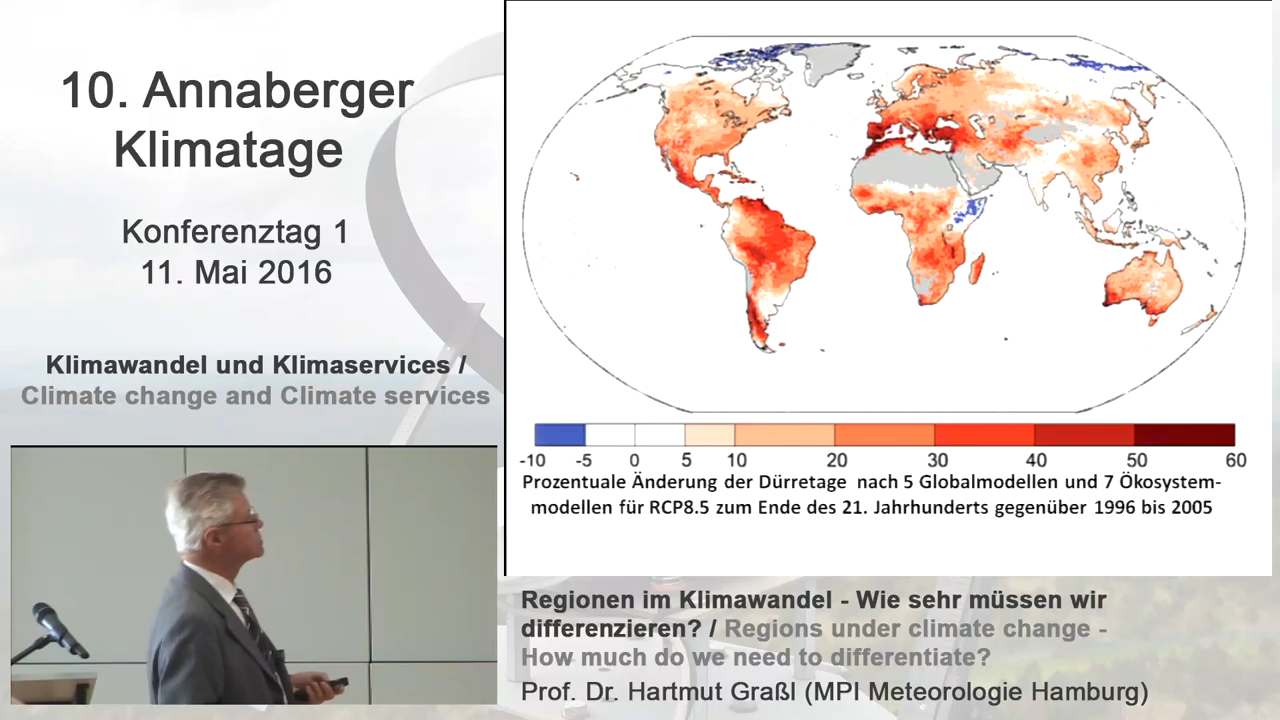 10. Annaberger
Klimatage
Konferenztag 1
11. Mai 2016
Klimawandel und Klimaservices /
Climate change and Climate services
-10 -5 0 5 10 20 30 40 50 60
Prozentuale Änderung der Dürretage nach 5 Globalmodellen und 7 Ökosystem-
modellen für RCP8.5 zum Ende des 21. Jahrhunderts gegenüber 1996 bis 2005
Regionen im Klimawandel - Wie sehr müssen wir
differenzieren? / Regions under climate change -
How much do we need to differentiate?
Prof. Dr. Hartmut Graßl (MPI Meteorologie Hamburg)